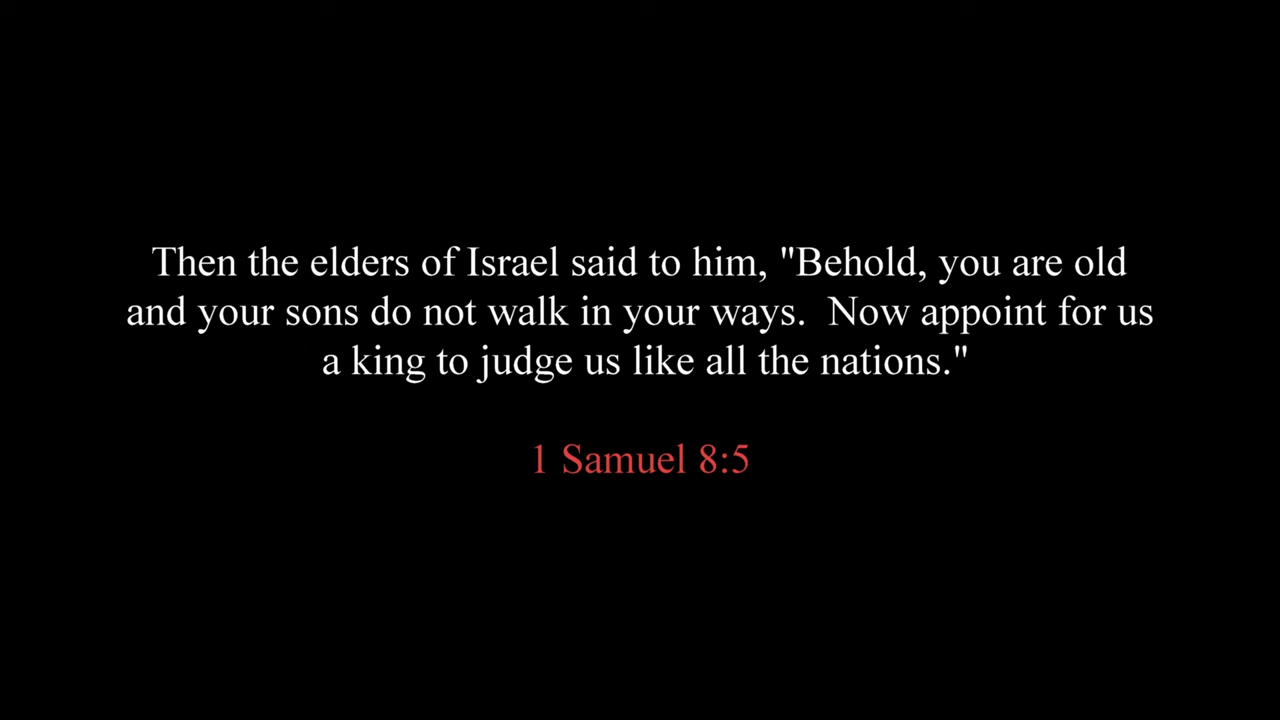 Then the elders of Israel said to him, "Behold, you are old
and your sons do not walk in your ways.  Now appoint for us
a king to judge us like all the nations."
1 Samuel 8:5